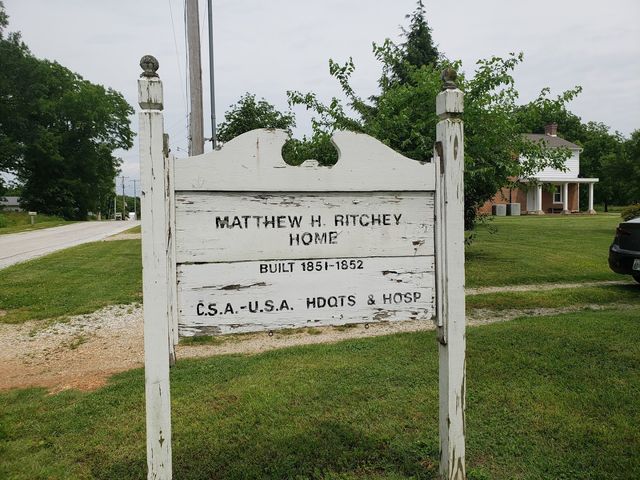 MATTHEW H. RITCHEY
HOME
BUILT 1851-1852
C.S.A.-U.S.A. HDQTS & HOSP